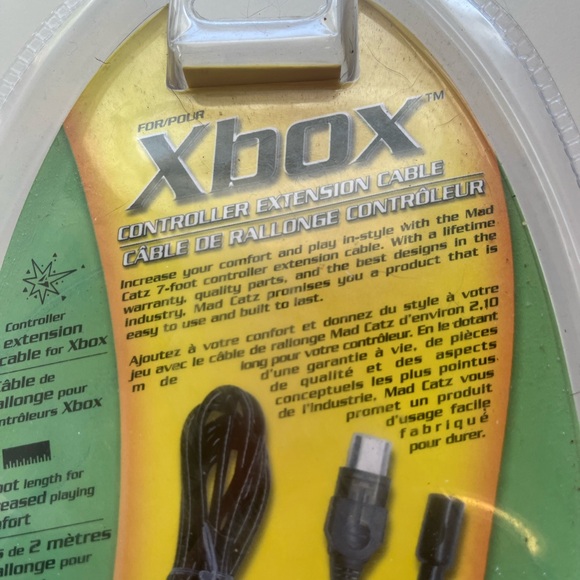 FOR/POUR
Xbox™
CONTROLLER EXTENSION CABLE
CÂBLE DE RALLONGE CONTRÔLEUR
Increase your comfort and play in-style with the Mad
Catz 7-foot controller extension cable. With a lifetime
warranty, quality parts, and the best designs in the
industry, Mad Catz promises you a product that is
easy to use and built to last.
Ajoutez à votre confort et donnez du style à votre
jeu avec le câble de rallonge Mad Catz d'environ 2,10
m de long pour votre contrôleur. En le dotant
d'une garantie à vie, de pièces
de qualité et des aspects
conceptuels les plus pointus
de l'industrie, Mad Catz vous
promet un produit
d'usage facile
fabriqué
pour durer.
Controller
extension
cable for Xbox
Câble de
rallonge pour
contrôleurs Xbox
oot length for
reased playing
fort
s de 2 mètres
allonge pour